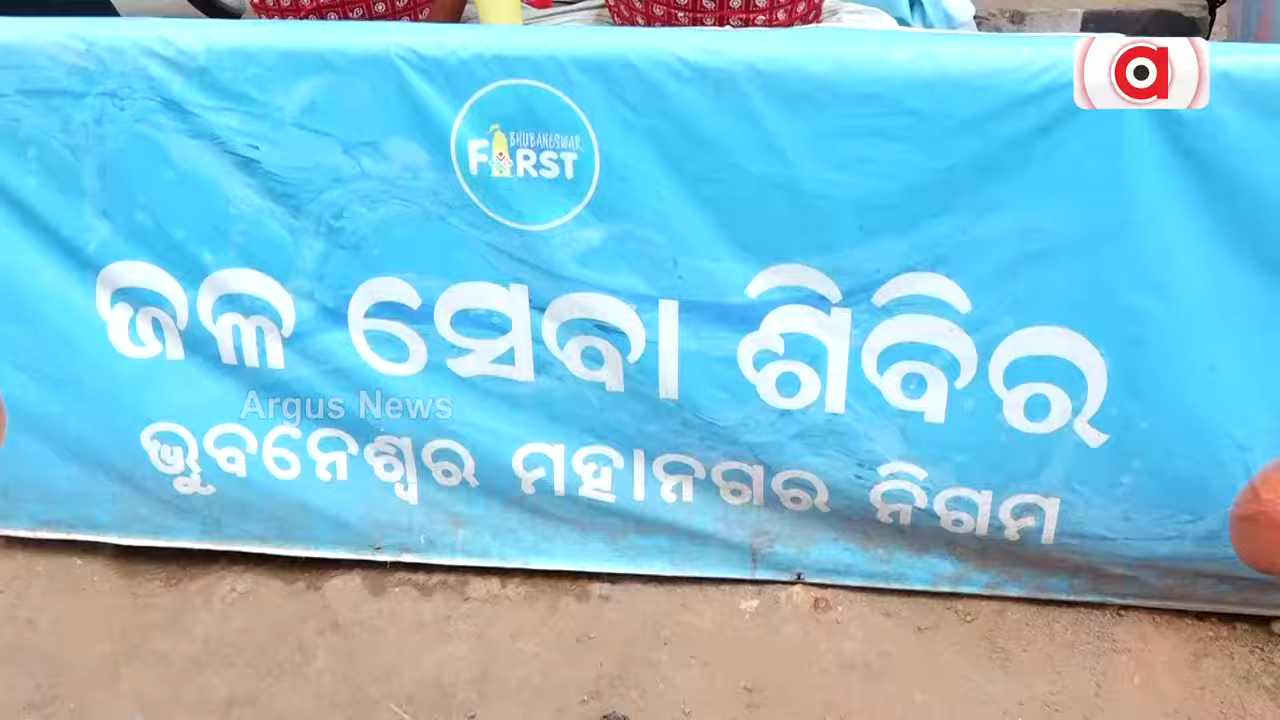 a
BHUBANESWAR
FIRST
ଜଳ ସେବା ଶିବିର
Argus News
ଭୁବନେଶ୍ୱର ମହାନଗର ନିଗମ